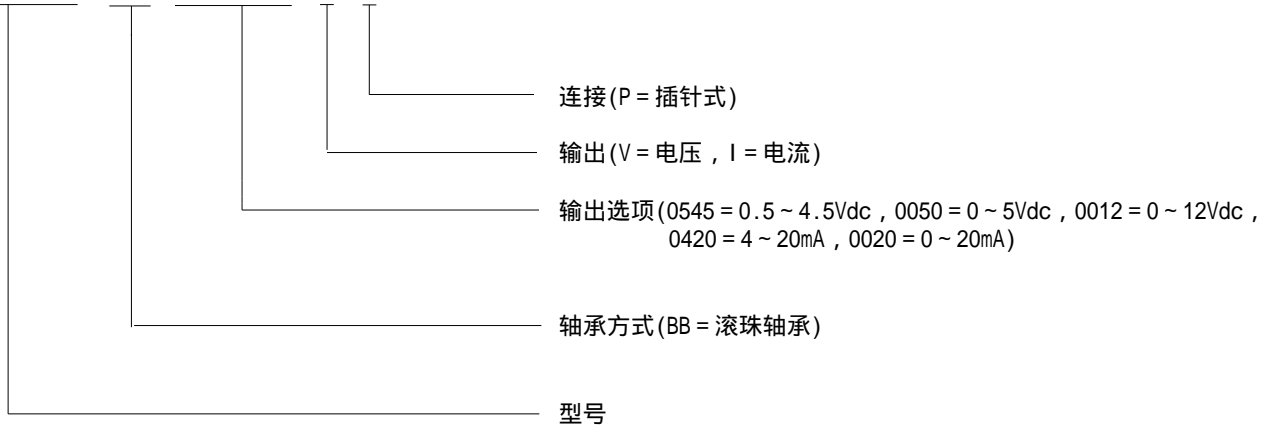 连接(P=插针式)
输出(V=电压，I=电流)
输出选项(0545=0.5~4.5Vdc，0050=0~5Vdc，0012=0~12Vdc，
0420=4~20mA，0020=0~20mA)
轴承方式(BB=滚珠轴承)
型号